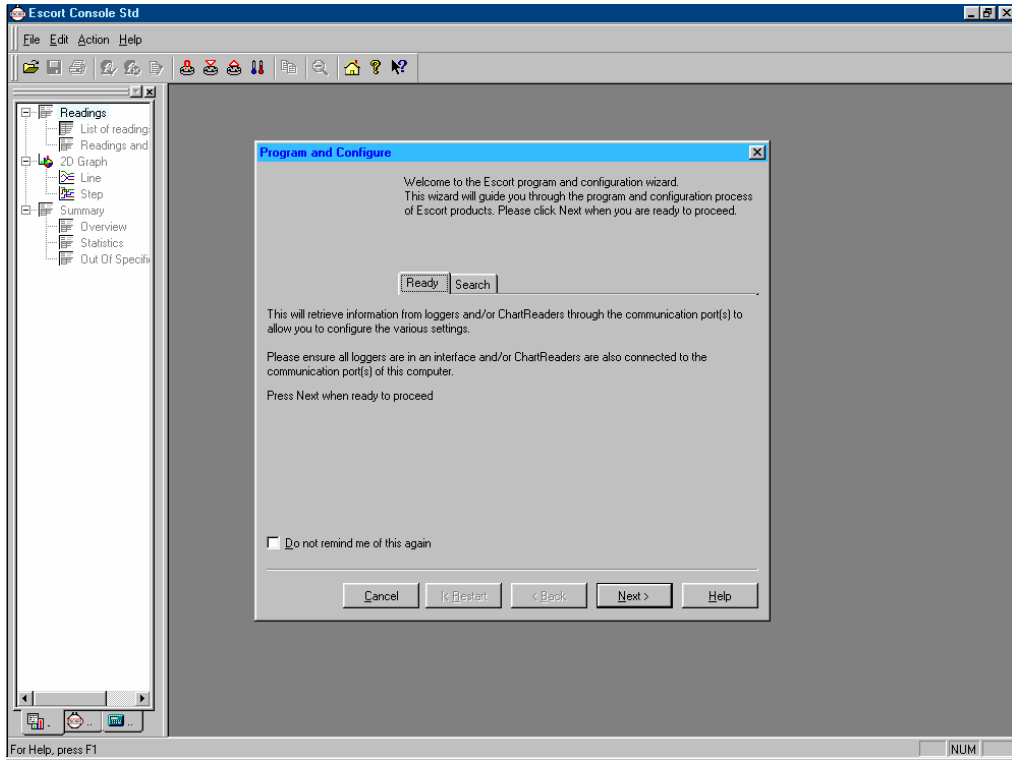 Escort Console Std
File Edit Action Help
Readings
List of reading
Readings and
2D Graph
Line
Step
Summary
Overview
Statistics
Out Of Specifi
Program and Configure
Welcome to the Escort program and configuration wizard.
This wizard will guide you through the program and configuration process
of Escort products. Please click Next when you are ready to proceed.
Ready Search
This will retrieve information from loggers and/or ChartReaders through the communication port(s) to
allow you to configure the various settings.
Please ensure all loggers are in an interface and/or ChartReaders are also connected to the
communication port(s) of this computer.
Press Next when ready to proceed
Do not remind me of this again
Cancel |< Restart < Back Next > Help
For Help, press F1
NUM